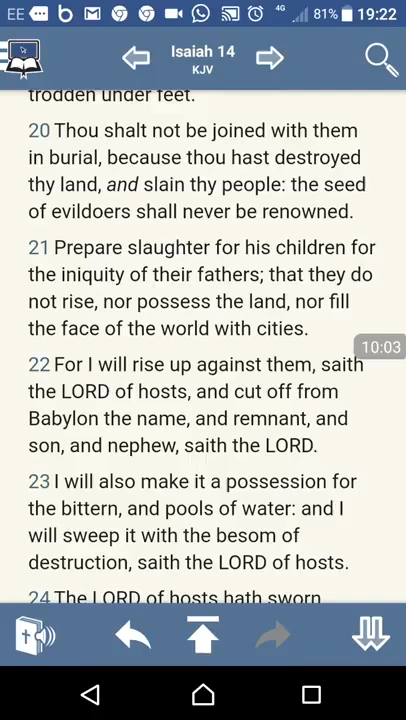 EE 4G 81% 19:22
Isaiah 14
KJV
trodden under feet.
20 Thou shalt not be joined with them
in burial, because thou hast destroyed
thy land, and slain thy people: the seed
of evildoers shall never be renowned.
21 Prepare slaughter for his children for
the iniquity of their fathers; that they do
not rise, nor possess the land, nor fill
the face of the world with cities.
10:03
22 For I will rise up against them, saith
the LORD of hosts, and cut off from
Babylon the name, and remnant, and
son, and nephew, saith the LORD.
23 I will also make it a possession for
the bittern, and pools of water: and I
will sweep it with the besom of
destruction, saith the LORD of hosts.
24 The LORD of hosts hath sworn